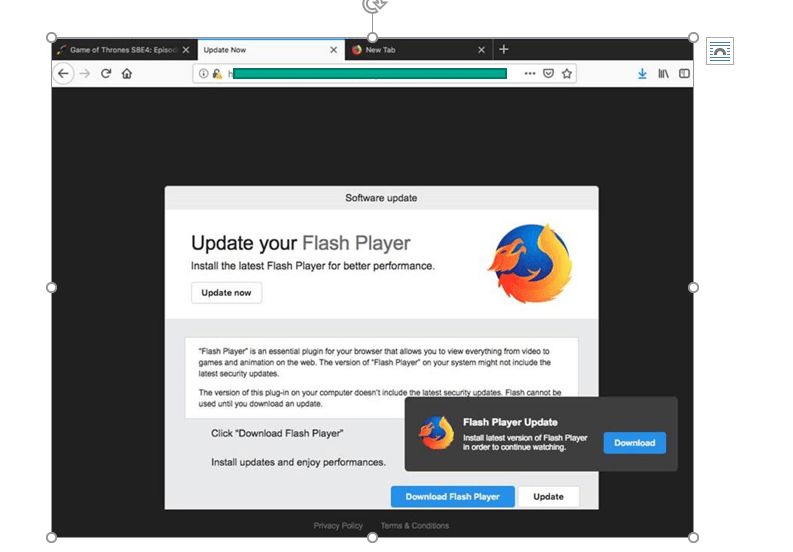 Game of Thrones S8E4: Episod
Update Now
New Tab
Software update
Update your Flash Player
Install the latest Flash Player for better performance.
Update now
"Flash Player" is an essential plugin for your browser that allows you to view everything from video to
games and animation on the web. The version of "Flash Player" on your system might not include the
latest security updates.
The version of this plug-in on your computer doesn't include the latest security updates. Flash cannot be
used until you download an update.
Flash Player Update
Install latest version of Flash Player
in order to continue watching.
Download
Click "Download Flash Player"
Install updates and enjoy performances.
Download Flash Player
Update
Privacy Policy
Terms & Conditions